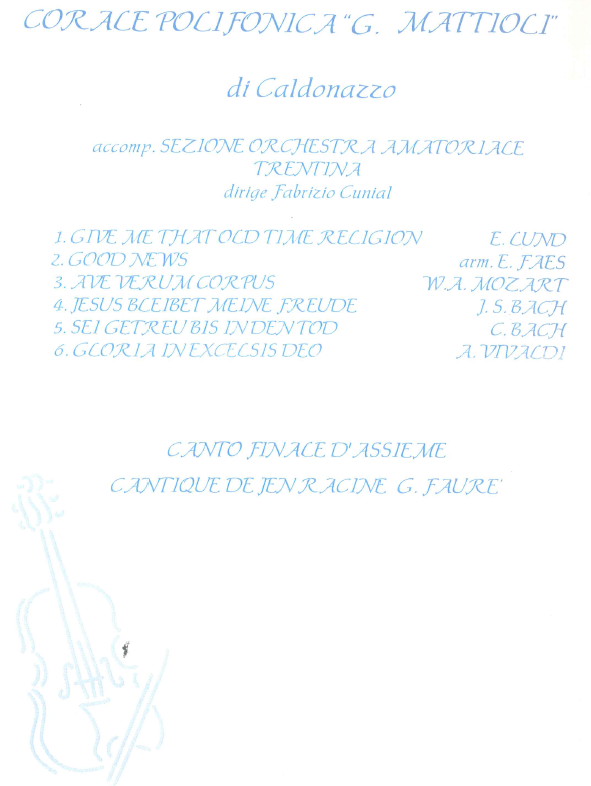 CORALE POLIFONICA "G. MATTIOLI"
di Caldonazzo
accomp. SEZIONE ORCHESTRA AMATORIALE
TRENTINA
dirige Fabrizio Cunial
1. GIVE ME THAT OLD TIME RELIGION E. LUND
2. GOOD NEWS arm. E. FAES
3. AVE VERUM CORPUS W.A. MOZART
4. JESUS BLEIBET MEINE FREUDE J. S. BACH
5. SEI GETREU BIS IN DEN TOD C. BACH
6. GLORIA IN EXCELSIS DEO A. VIVALDI
CANTO FINALE D'ASSIEME
CANTIQUE DE JEN RACINE G. FAURE'